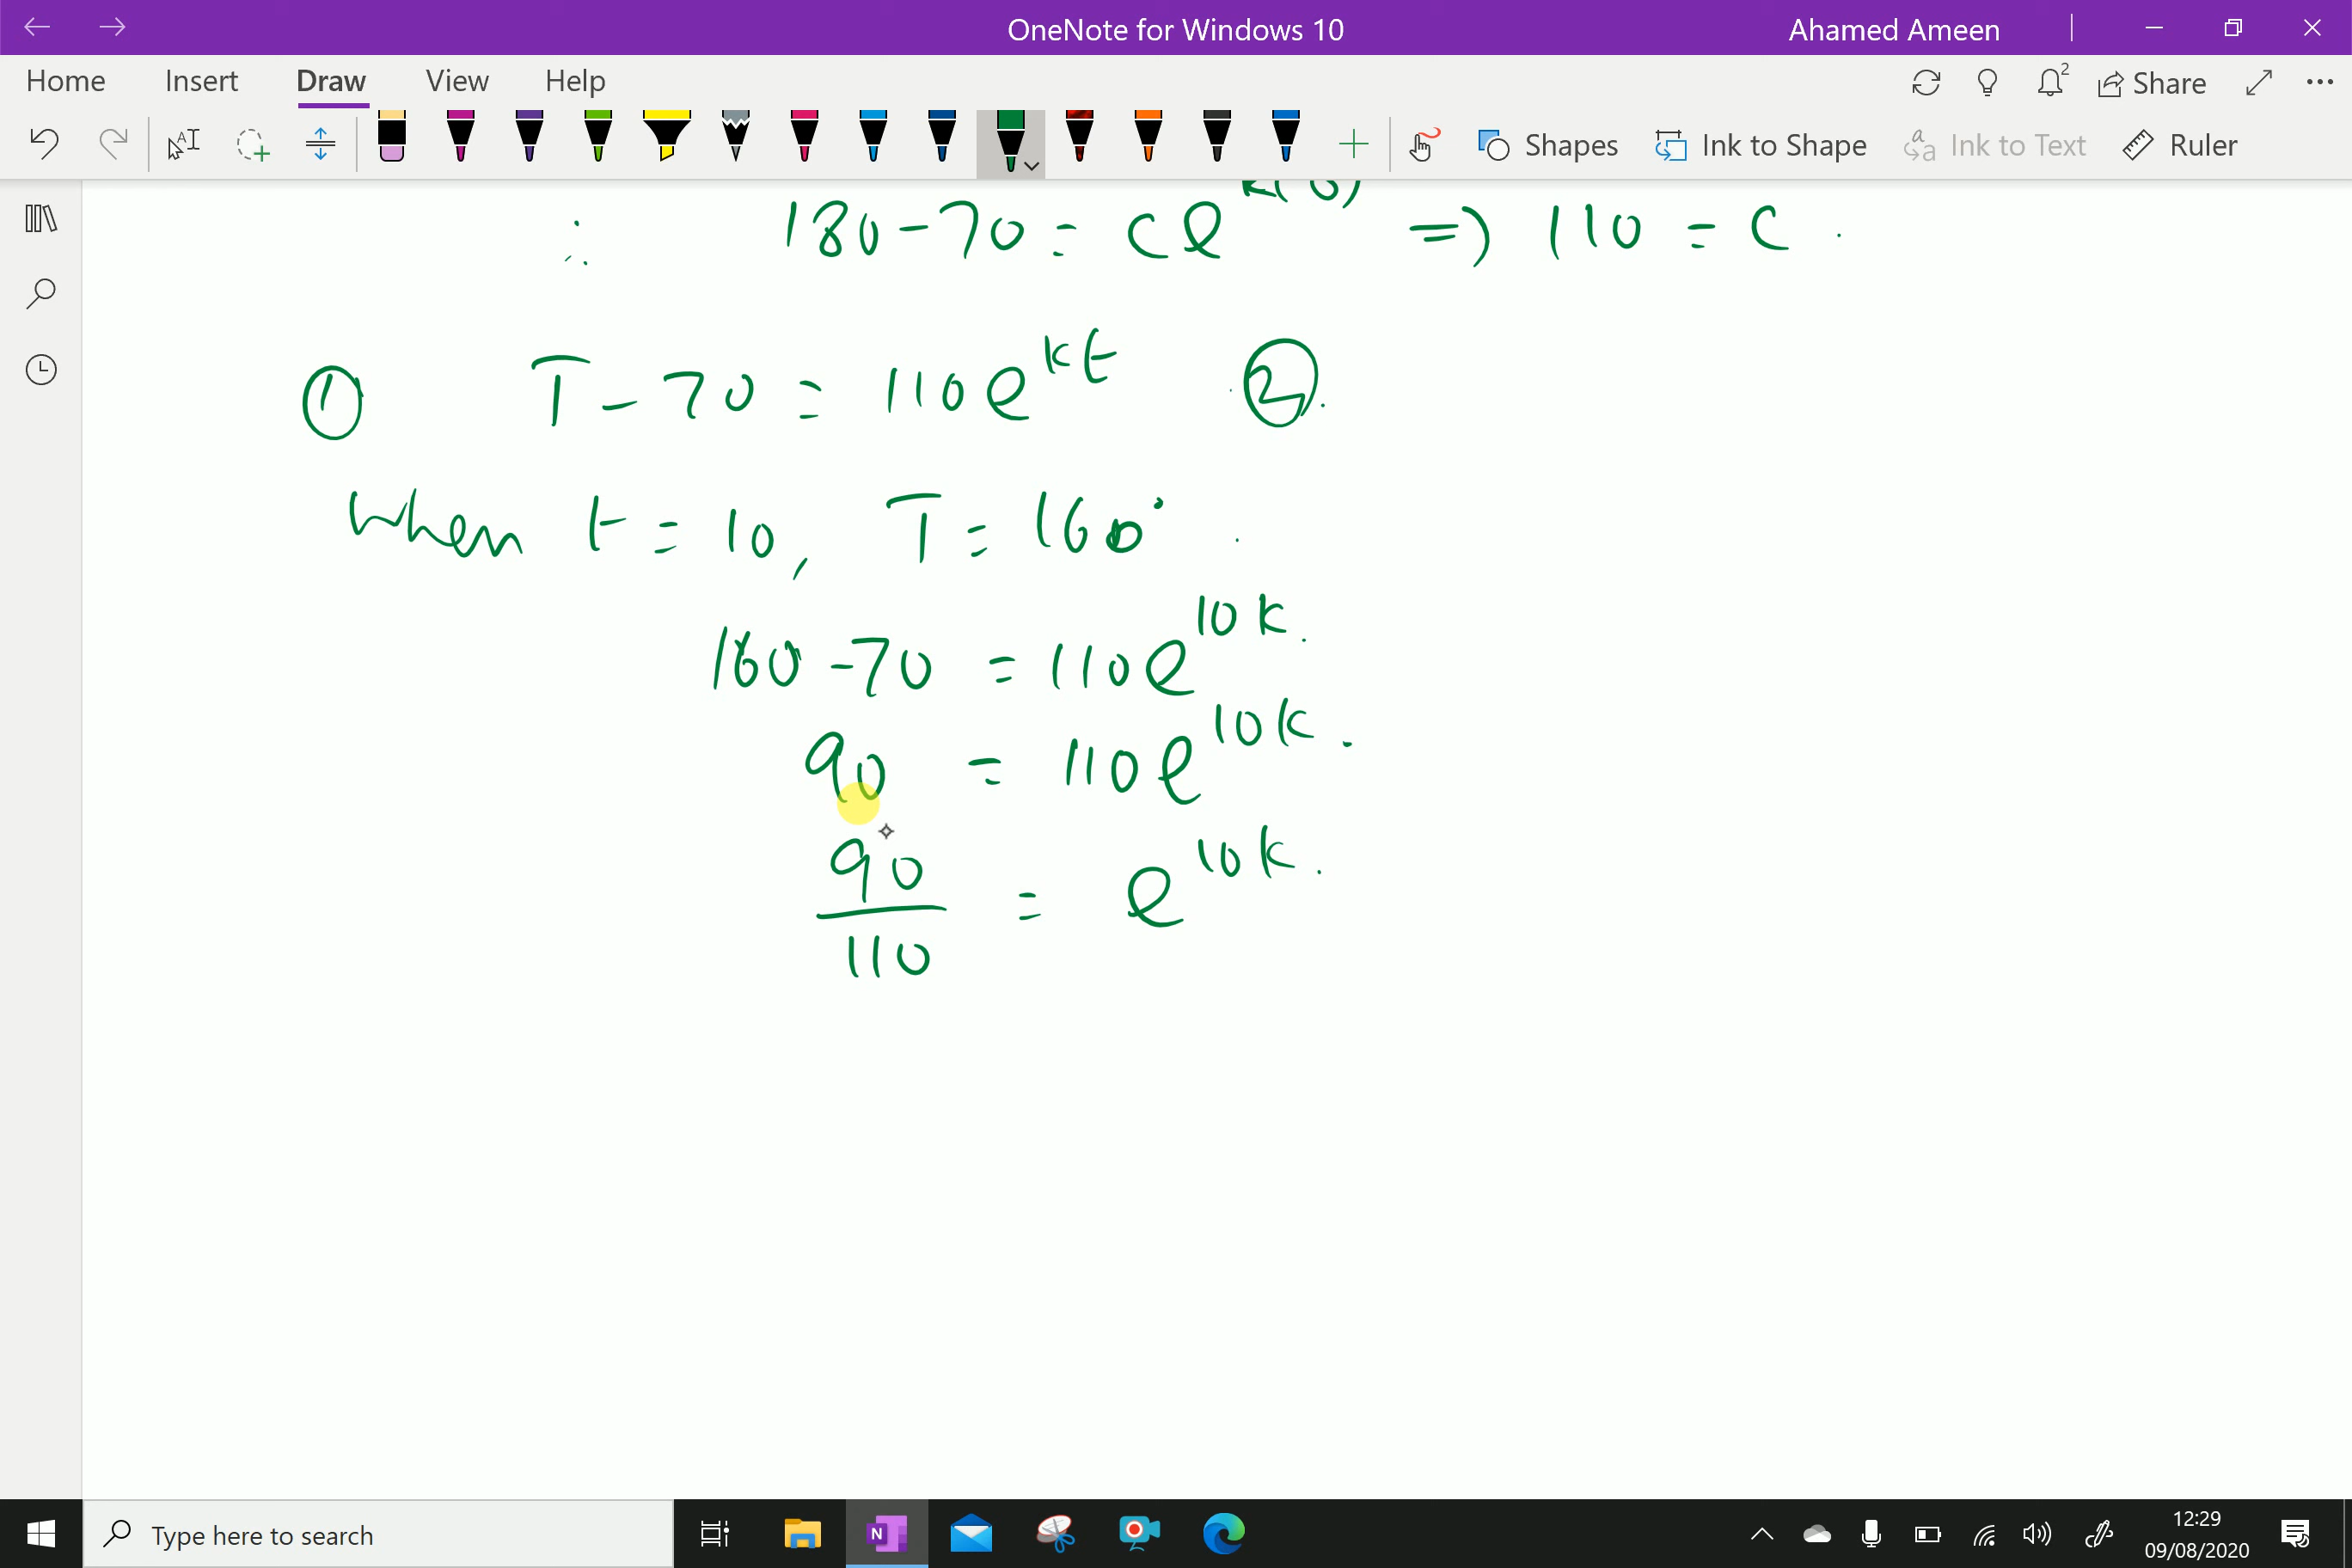 OneNote for Windows 10 Ahamed Ameen
Home Insert Draw View Help 2 Share
Shapes Ink to Shape Ink to Text Ruler
∴ 180-70 = Ce^k(0) => 110 = C.
① T - 70 = 110e^kt ②.
When t = 10, T = 160° .
160-70 = 110e^10k.
90 = 110e^10k.
90/110 = e^10k.
Type here to search 12:29
09/08/2020